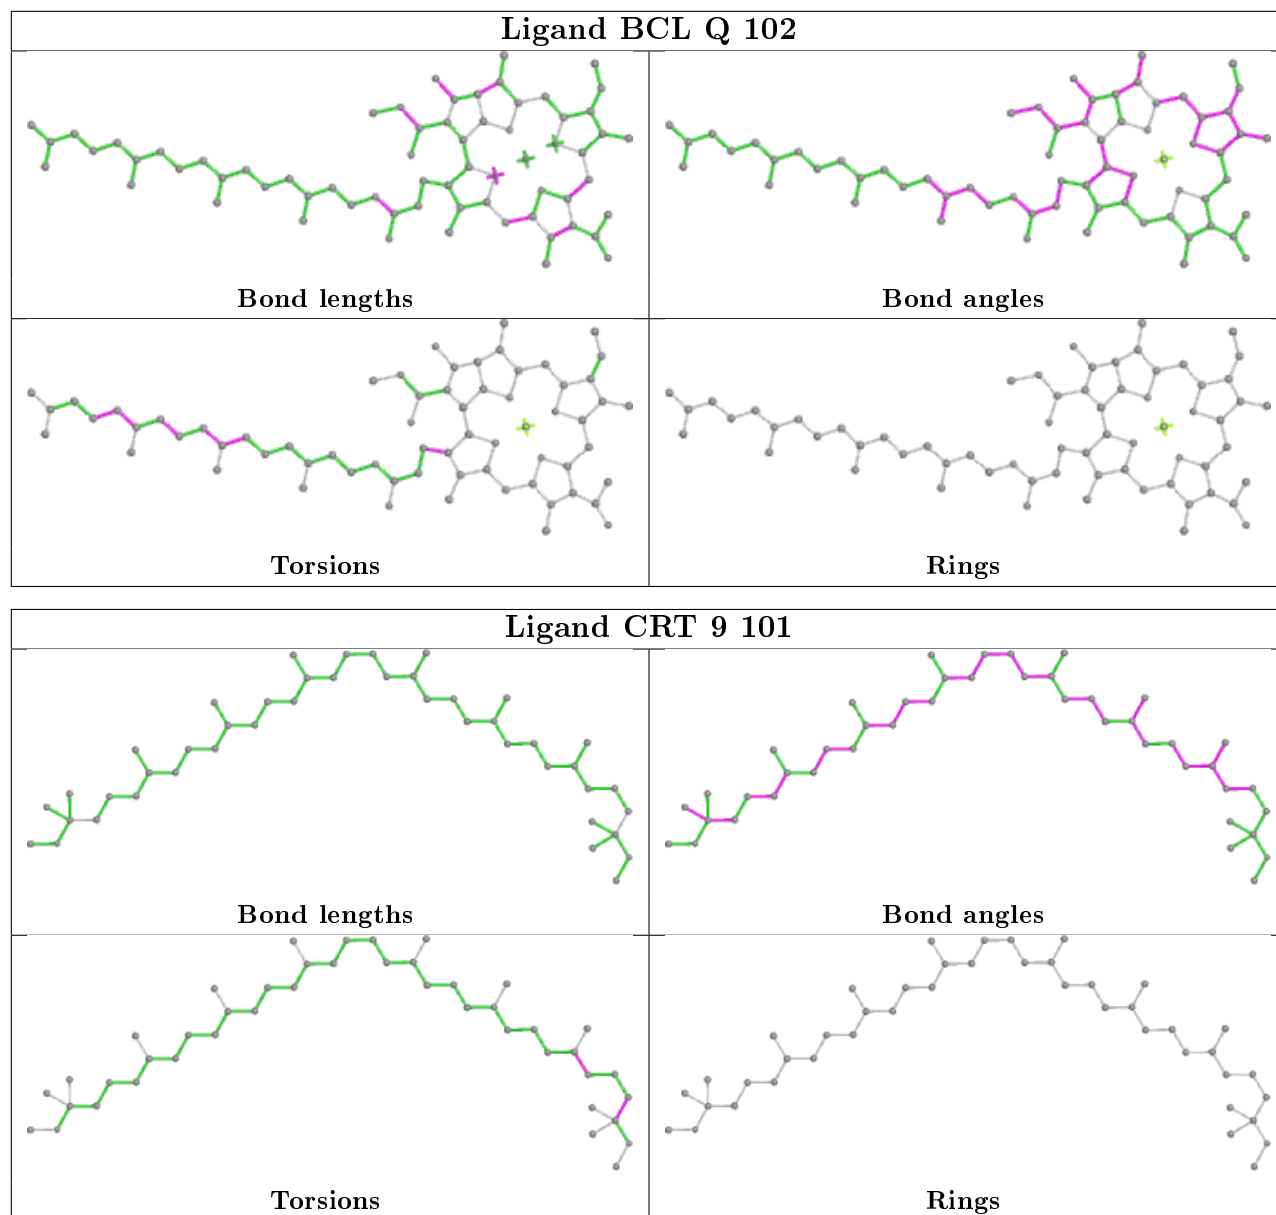 Ligand BCL Q 102
Bond lengths
Bond angles
Torsions
Rings
Ligand CRT 9 101
Bond lengths
Bond angles
Torsions
Rings